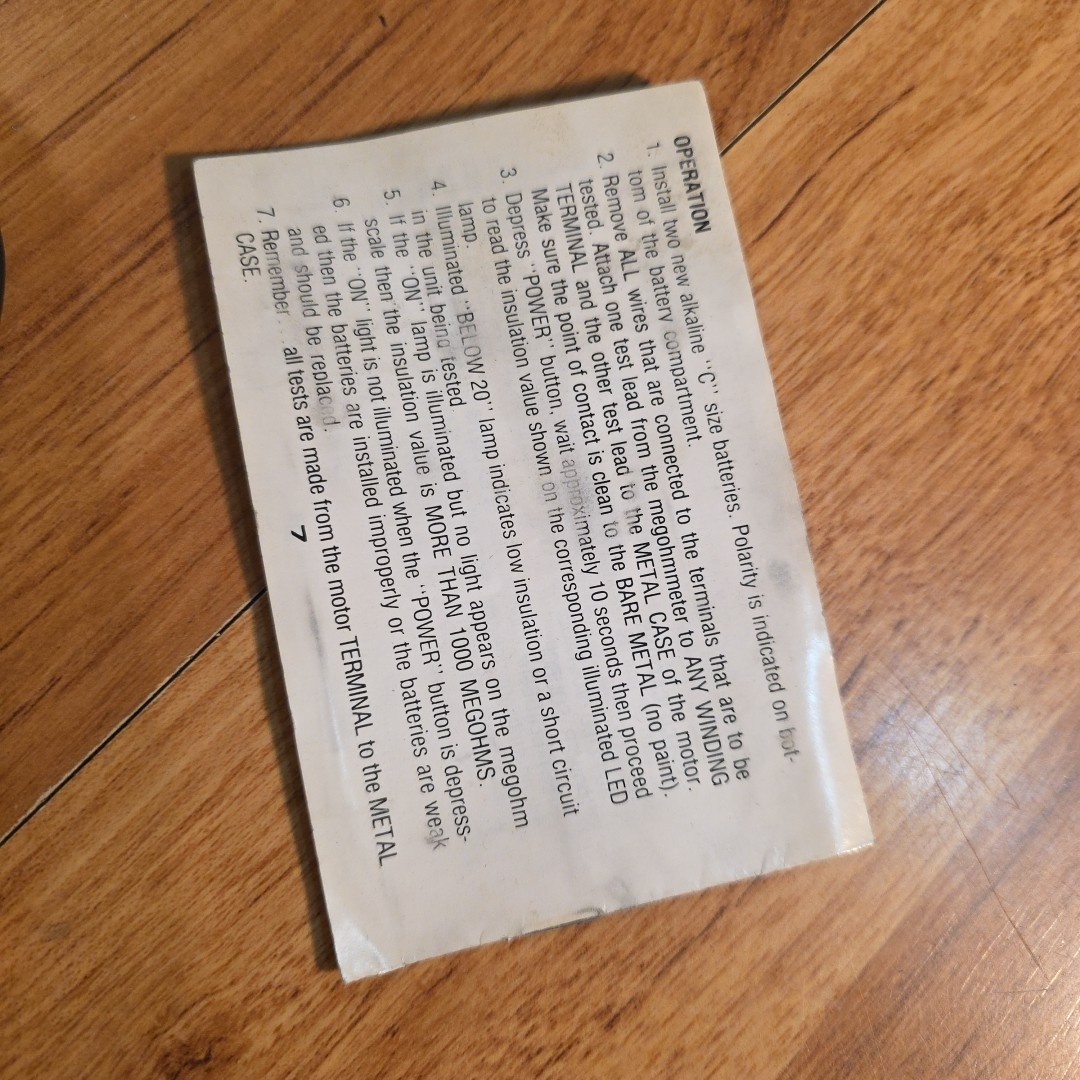 OPERATION
1. Install two new alkaline "C" size batteries. Polarity is indicated on bot-
tom of the battery compartment.
2. Remove ALL wires that are connected to the terminals that are to be
tested. Attach one test lead from the megohmmeter to ANY WINDING
TERMINAL and the other test lead to the METAL CASE of the motor.
Make sure the point of contact is clean to the BARE METAL (no paint).
3. Depress "POWER" button, wait approximately 10 seconds then proceed
to read the insulation value shown on the corresponding illuminated LED
lamp.
4. Illuminated "BELOW 20" lamp indicates low insulation or a short circuit
in the unit being tested.
5. If the "ON" lamp is illuminated but no light appears on the megohm
scale then the insulation value is MORE THAN 1000 MEGOHMS.
6. If the "ON" light is not illuminated when the "POWER" button is depress-
ed then the batteries are installed improperly or the batteries are weak
and should be replaced.
7. Remember... all tests are made from the motor TERMINAL to the METAL
CASE.
7